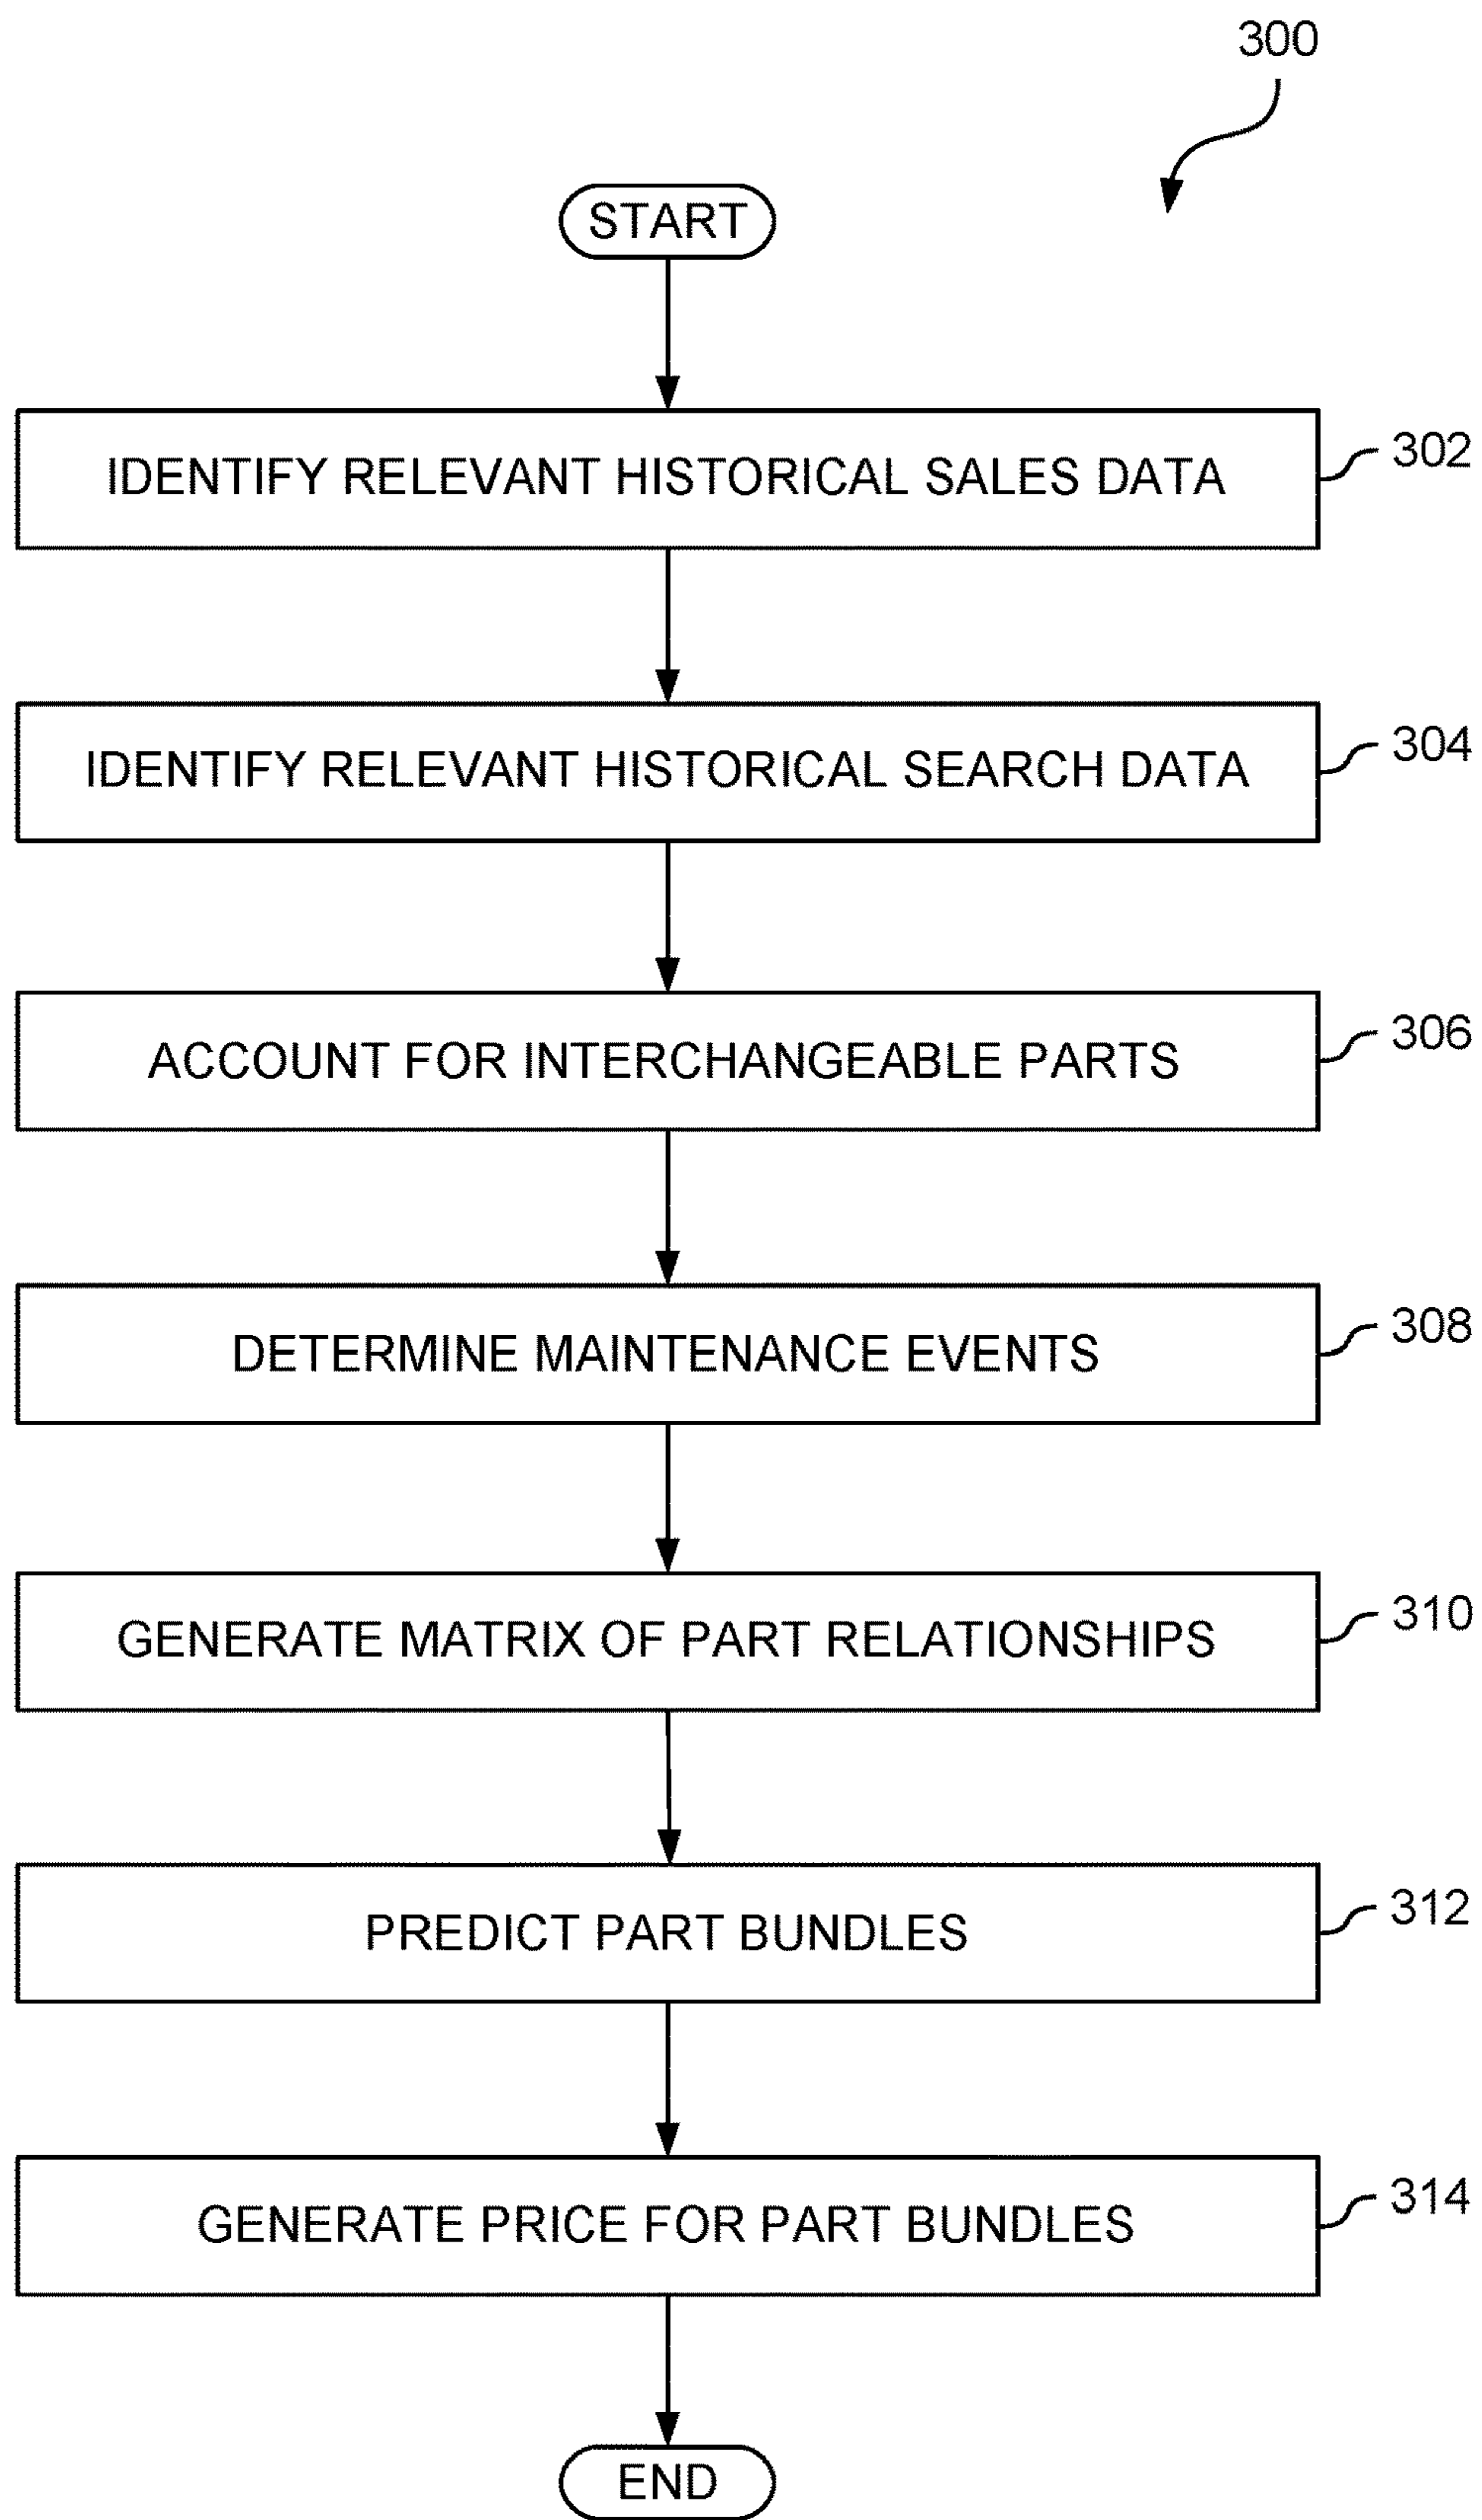 300
START
IDENTIFY RELEVANT HISTORICAL SALES DATA
302
IDENTIFY RELEVANT HISTORICAL SEARCH DATA
304
ACCOUNT FOR INTERCHANGEABLE PARTS
306
DETERMINE MAINTENANCE EVENTS
308
GENERATE MATRIX OF PART RELATIONSHIPS
310
PREDICT PART BUNDLES
312
GENERATE PRICE FOR PART BUNDLES
314
END